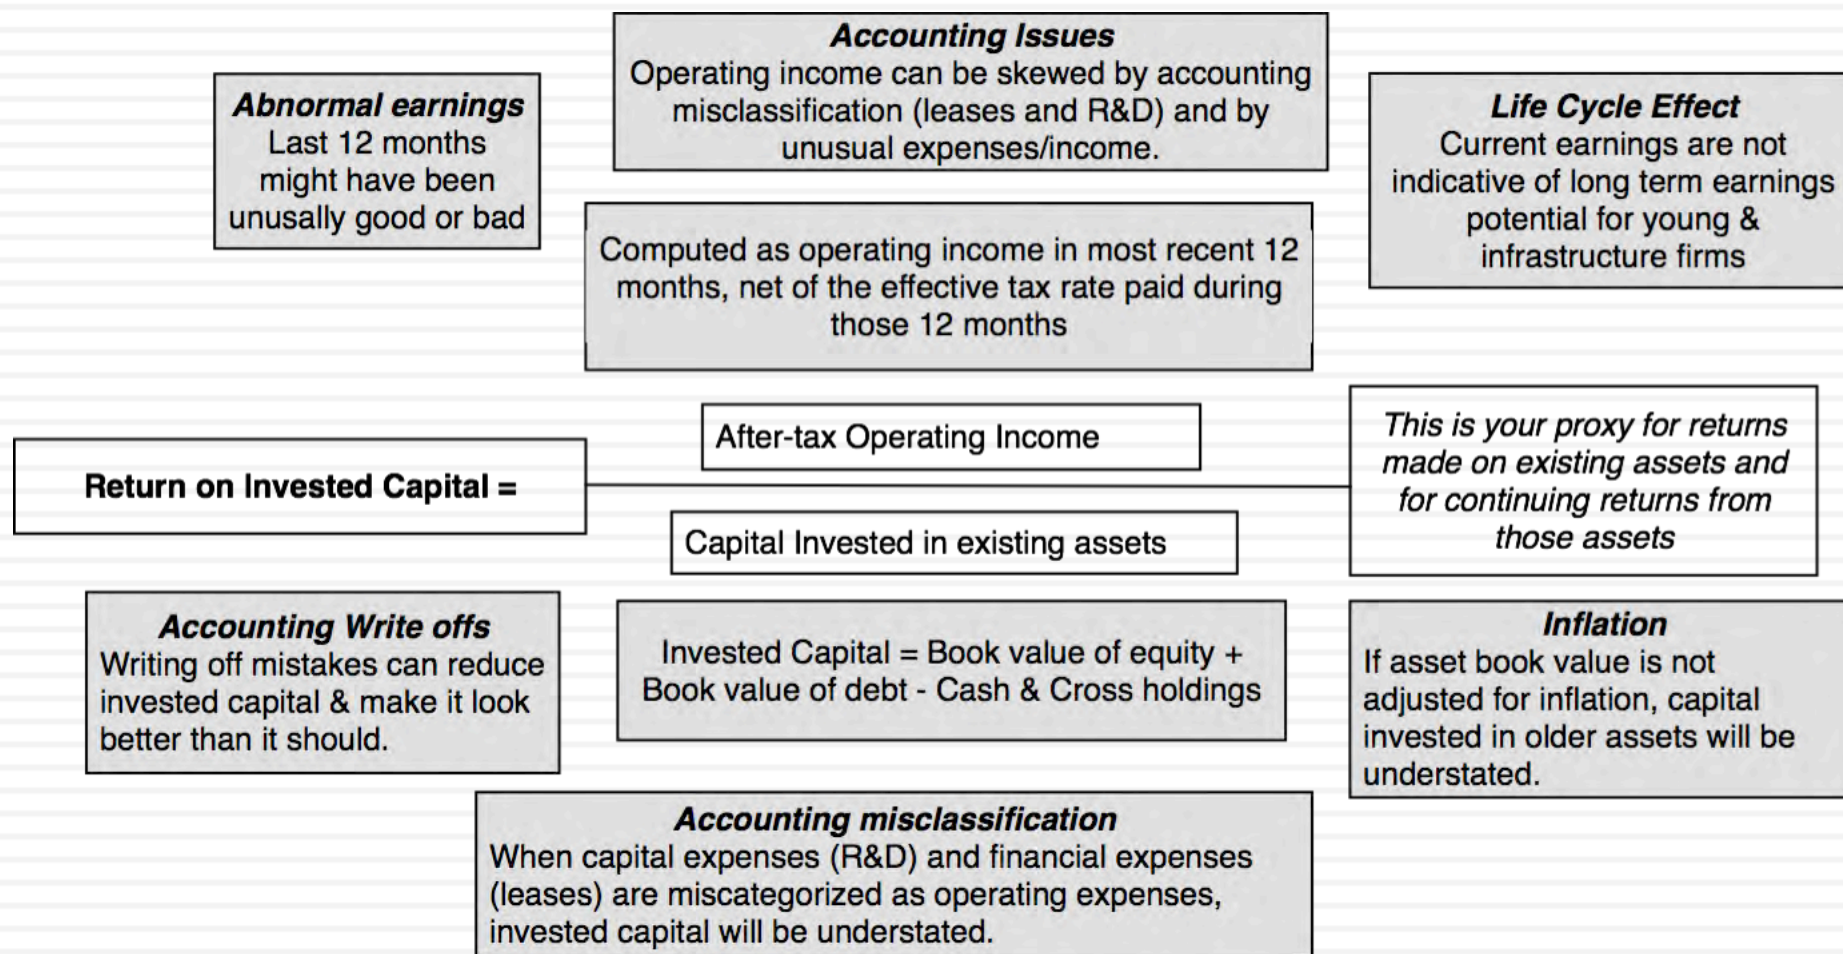 Accounting Issues
Operating income can be skewed by accounting
misclassification (leases and R&D) and by
unusual expenses/income.
Abnormal earnings
Last 12 months
might have been
unusally good or bad
Life Cycle Effect
Current earnings are not
indicative of long term earnings
potential for young &
infrastructure firms
Computed as operating income in most recent 12
months, net of the effective tax rate paid during
those 12 months
Return on Invested Capital =
After-tax Operating Income
Capital Invested in existing assets
This is your proxy for returns
made on existing assets and
for continuing returns from
those assets
Accounting Write offs
Writing off mistakes can reduce
invested capital & make it look
better than it should.
Invested Capital = Book value of equity +
Book value of debt - Cash & Cross holdings
Inflation
If asset book value is not
adjusted for inflation, capital
invested in older assets will be
understated.
Accounting misclassification
When capital expenses (R&D) and financial expenses
(leases) are miscategorized as operating expenses,
invested capital will be understated.